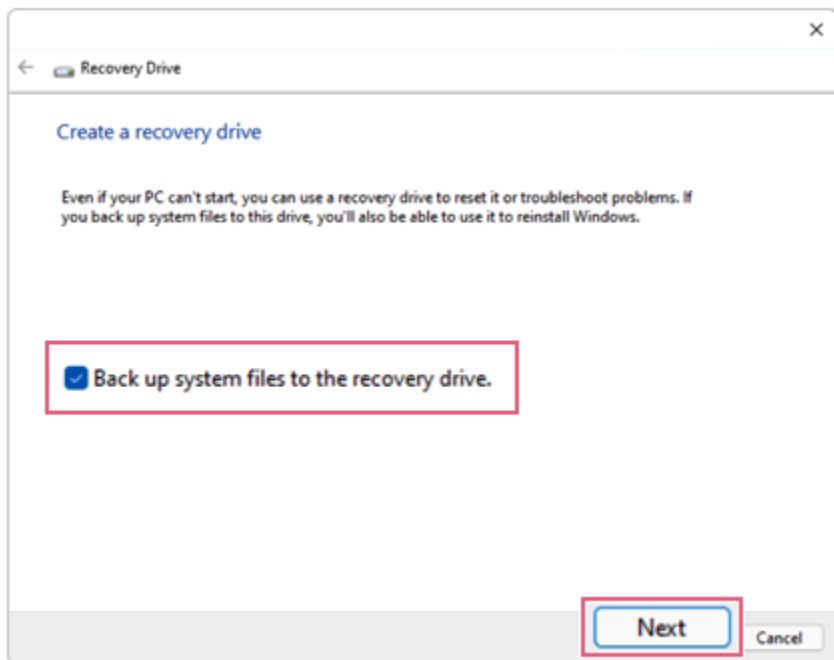 Recovery Drive
Create a recovery drive
Even if your PC can't start, you can use a recovery drive to reset it or troubleshoot problems. If
you back up system files to this drive, you'll also be able to use it to reinstall Windows.
Back up system files to the recovery drive.
Next
Cancel